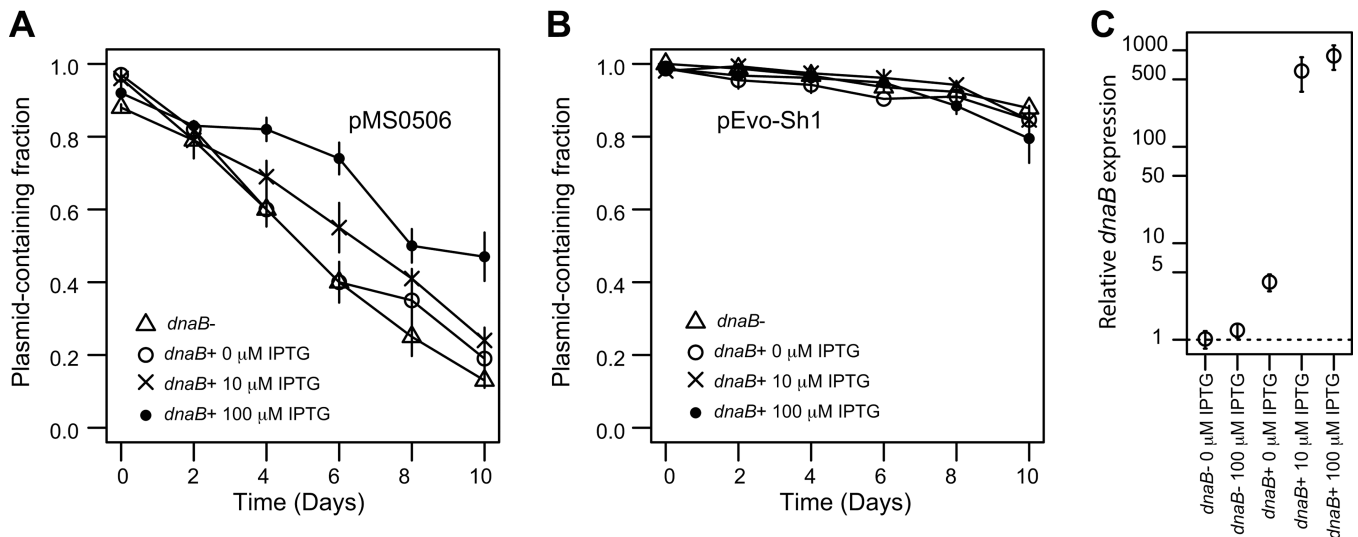 A
Plasmid-containing fraction
1.0
0.8
0.6
0.4
0.2
0.0
pMS0506
dnaB-
dnaB+ 0 μM IPTG
dnaB+ 10 μM IPTG
dnaB+ 100 μM IPTG
0 2 4 6 8 10
Time (Days)
B
Plasmid-containing fraction
1.0
0.8
0.6
0.4
0.2
0.0
pEvo-Sh1
dnaB-
dnaB+ 0 μM IPTG
dnaB+ 10 μM IPTG
dnaB+ 100 μM IPTG
0 2 4 6 8 10
Time (Days)
C
Relative dnaB expression
1000
500
100
50
10
5
1
dnaB- 0 μM IPTG
dnaB- 100 μM IPTG
dnaB+ 0 μM IPTG
dnaB+ 10 μM IPTG
dnaB+ 100 μM IPTG